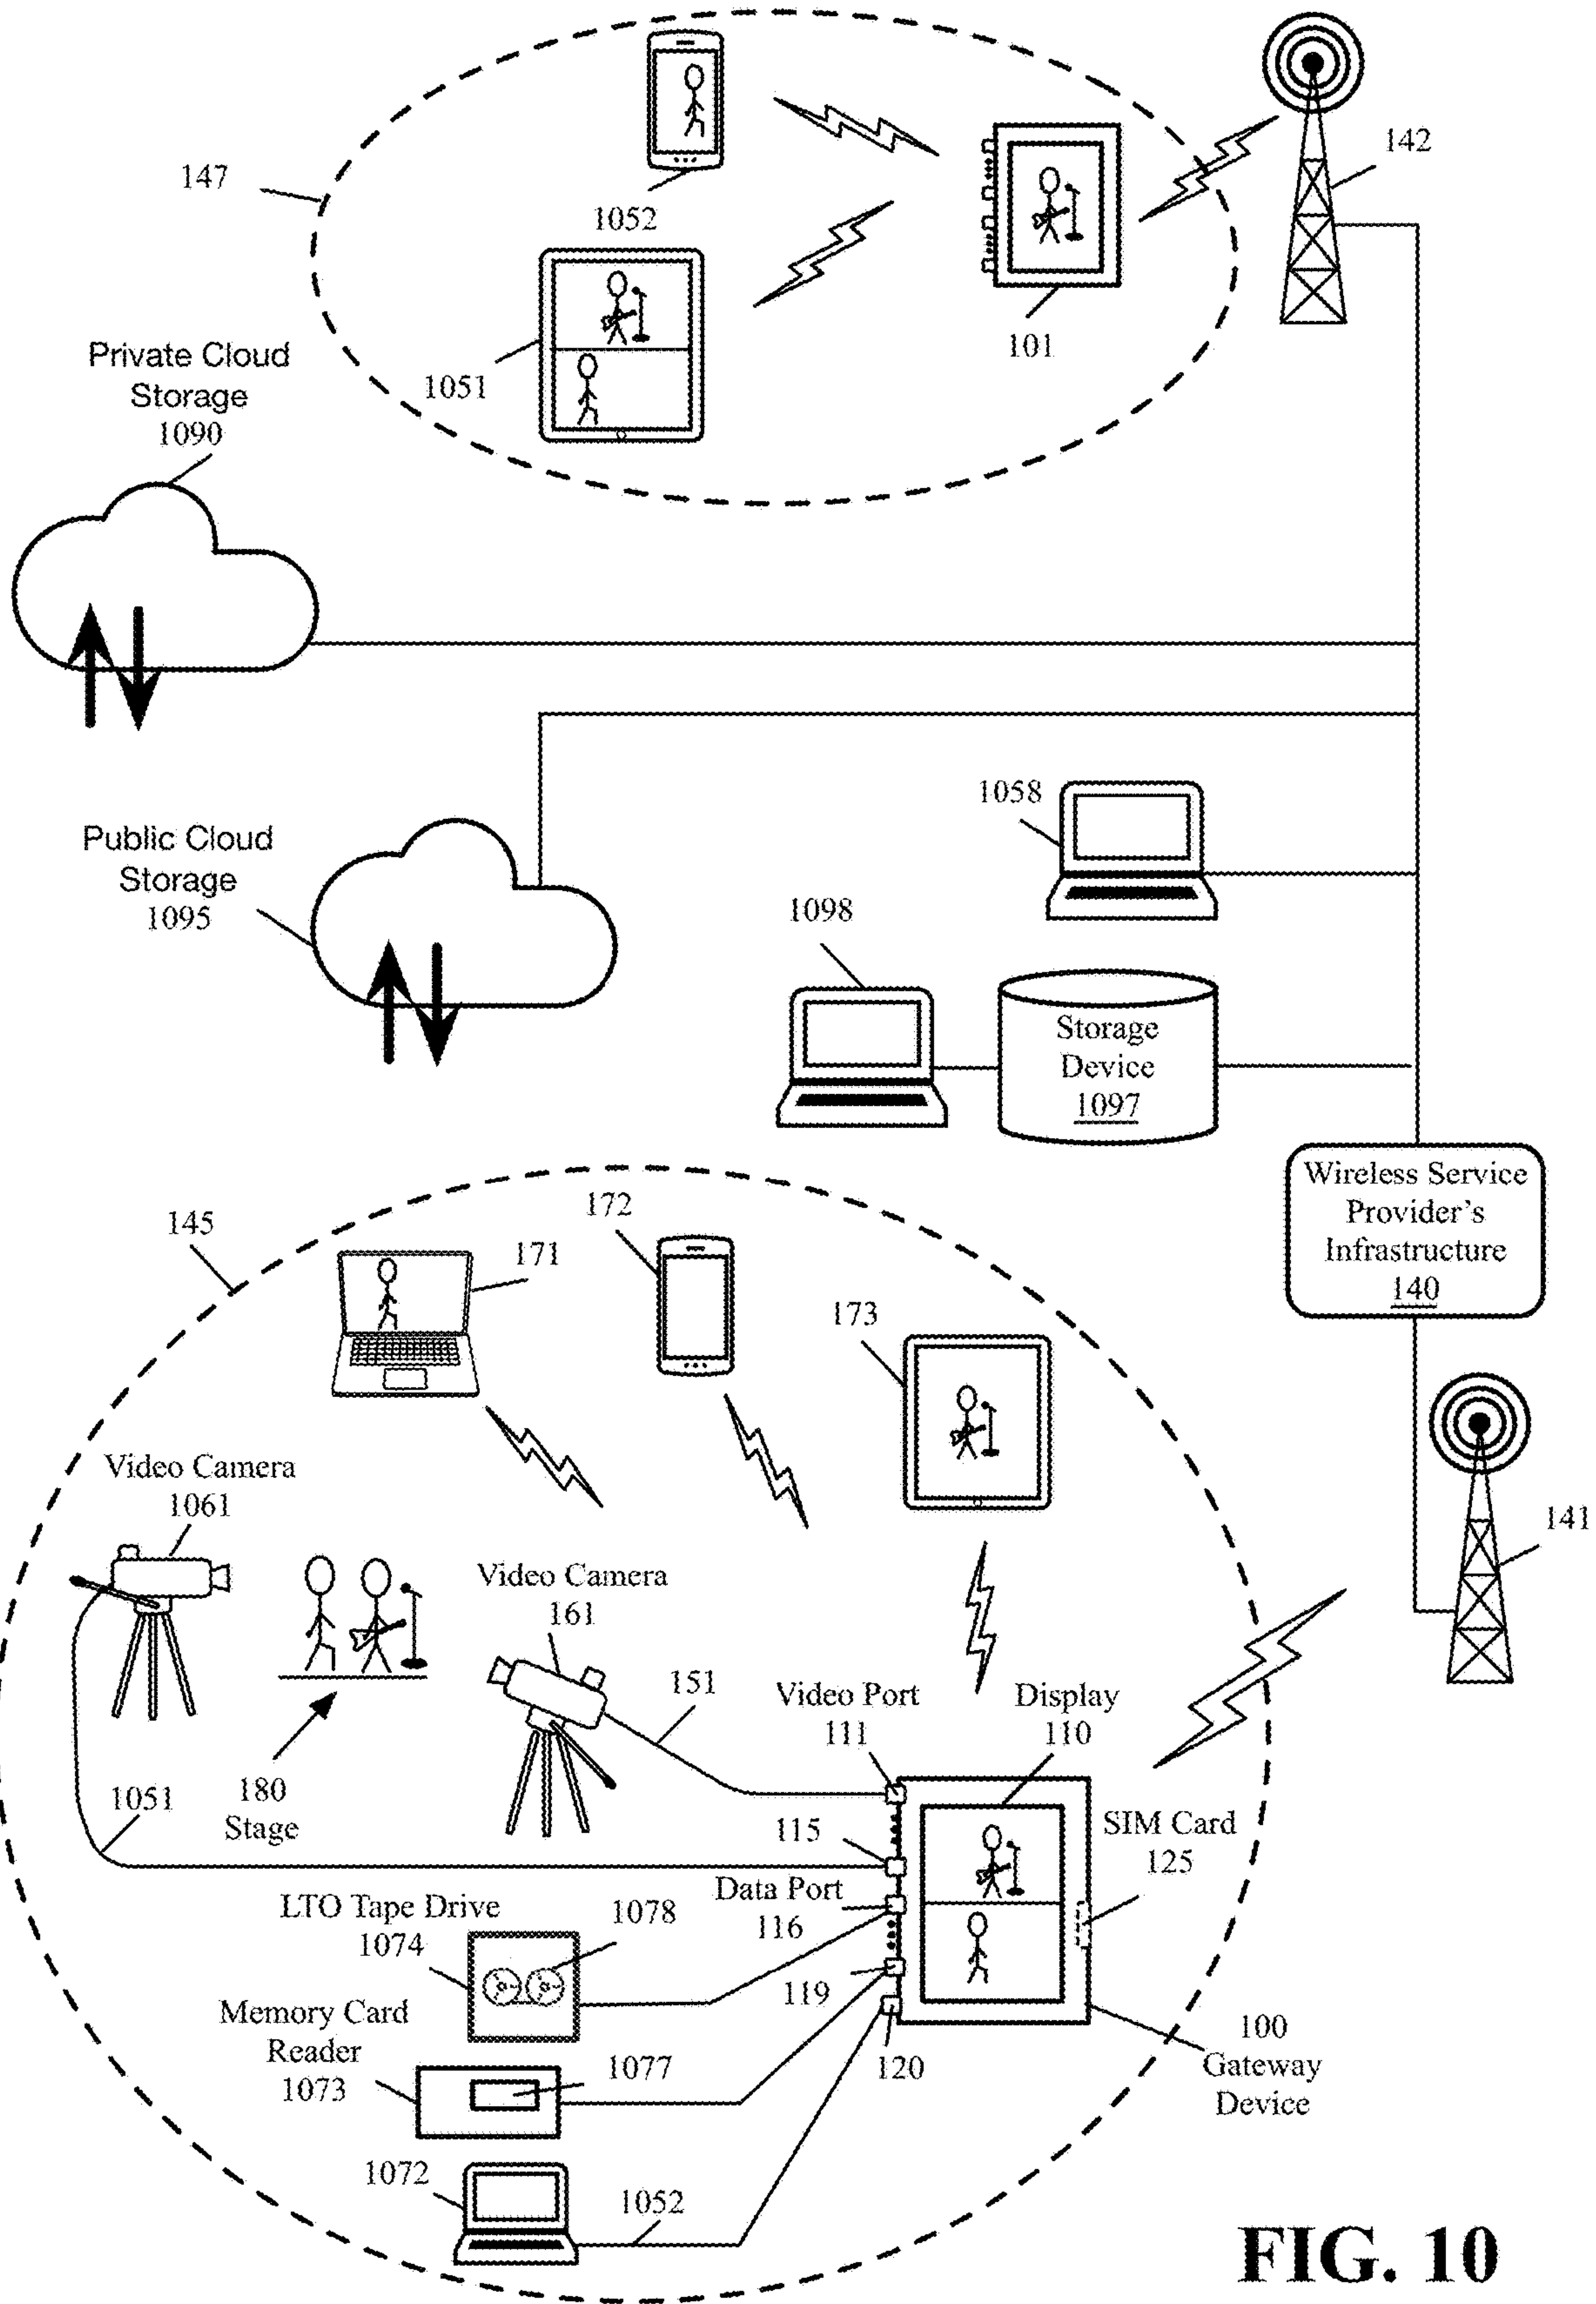 142
147
1052
101
1051
Private Cloud
Storage
1090
1058
Public Cloud
Storage
1095
1098
Storage
Device
1097
Wireless Service
Provider's
Infrastructure
140
145
172
171
173
Video Camera
1061
141
Video Camera
161
151
Video Port
111
Display
110
1051
180
Stage
115
SIM Card
125
Data Port
116
LTO Tape Drive
1074
1078
119
Memory Card
Reader
1073
1077
120
100
Gateway
Device
1072
1052
FIG. 10